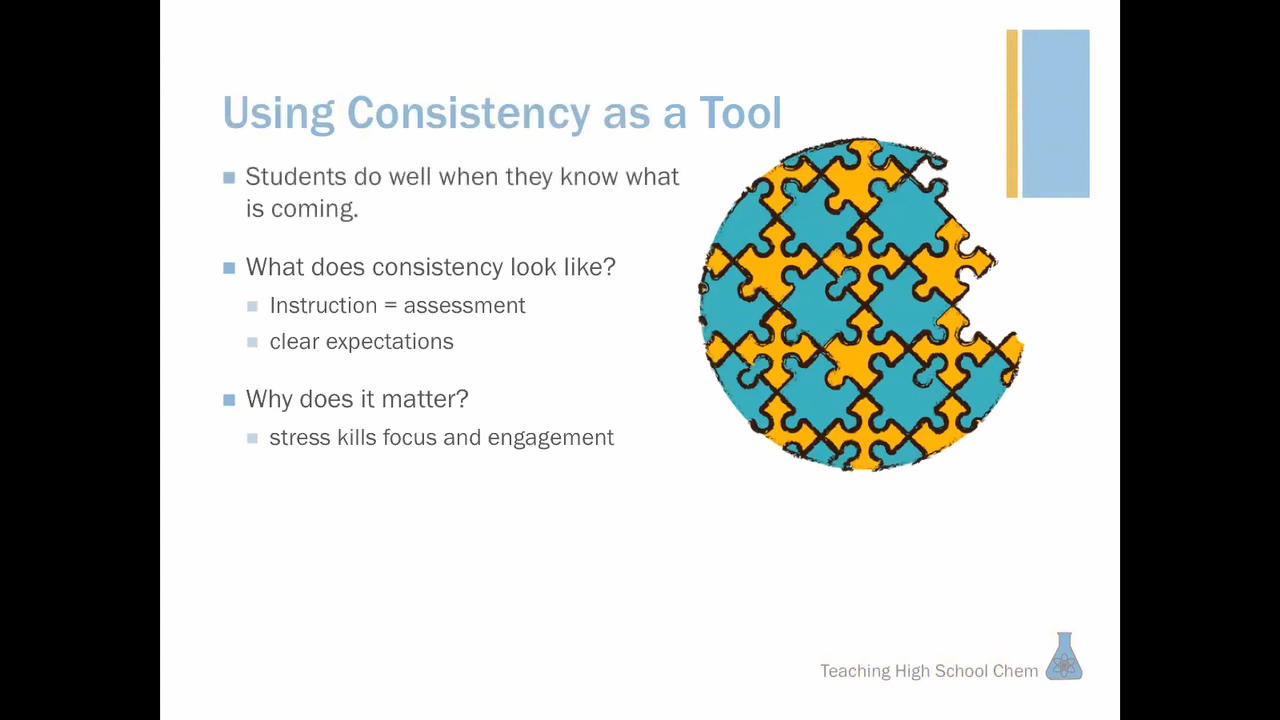 Using Consistency as a Tool
Students do well when they know what
is coming.
What does consistency look like?
Instruction = assessment
clear expectations
Why does it matter?
stress kills focus and engagement
Teaching High School Chem